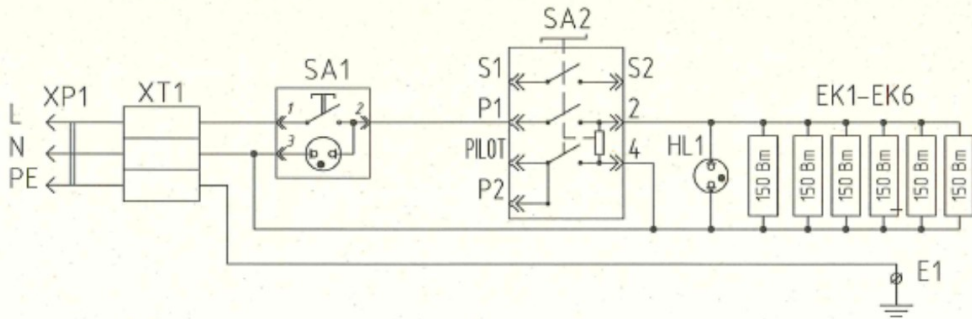 SA2
SA1
XP1
XT1
L
N
PE
1
2
3
S1
S2
P1
2
PILOT
4
P2
HL1
EK1-EK6
150 Вт
150 Вт
150 Вт
150 Вт
150 Вт
150 Вт
E1